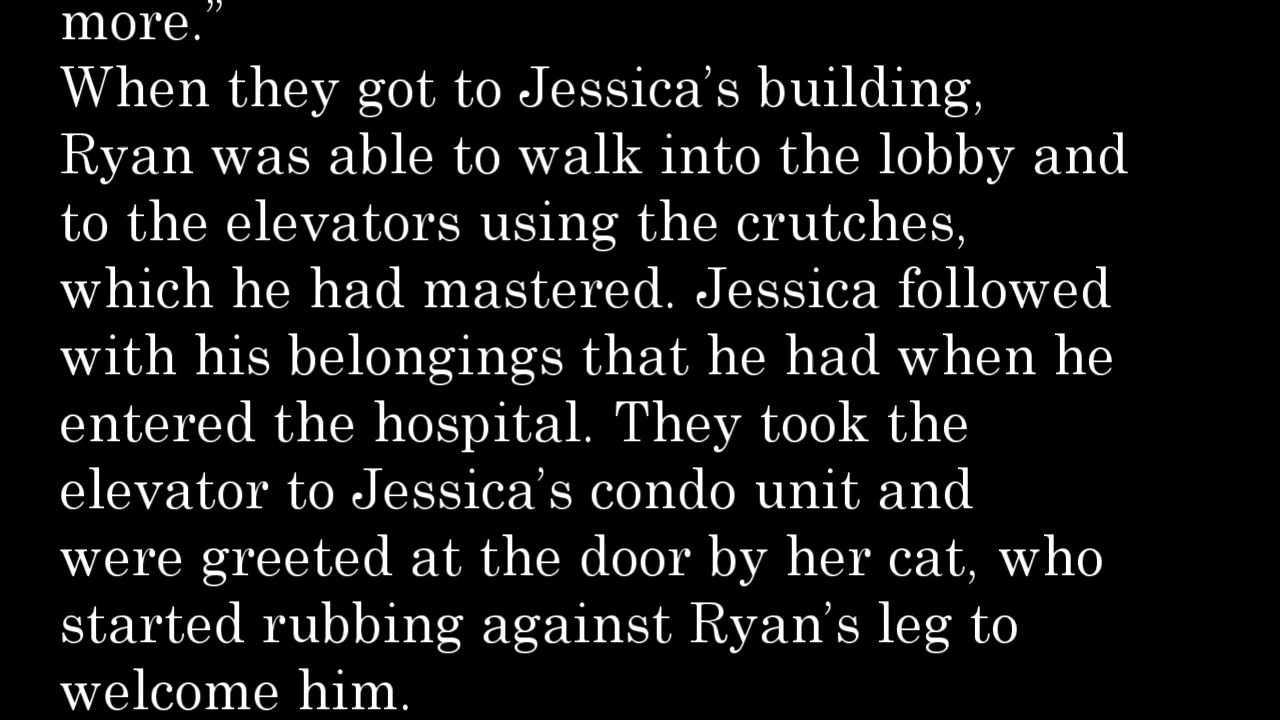 more.”
When they got to Jessica’s building,
Ryan was able to walk into the lobby and
to the elevators using the crutches,
which he had mastered. Jessica followed
with his belongings that he had when he
entered the hospital. They took the
elevator to Jessica’s condo unit and
were greeted at the door by her cat, who
started rubbing against Ryan’s leg to
welcome him.